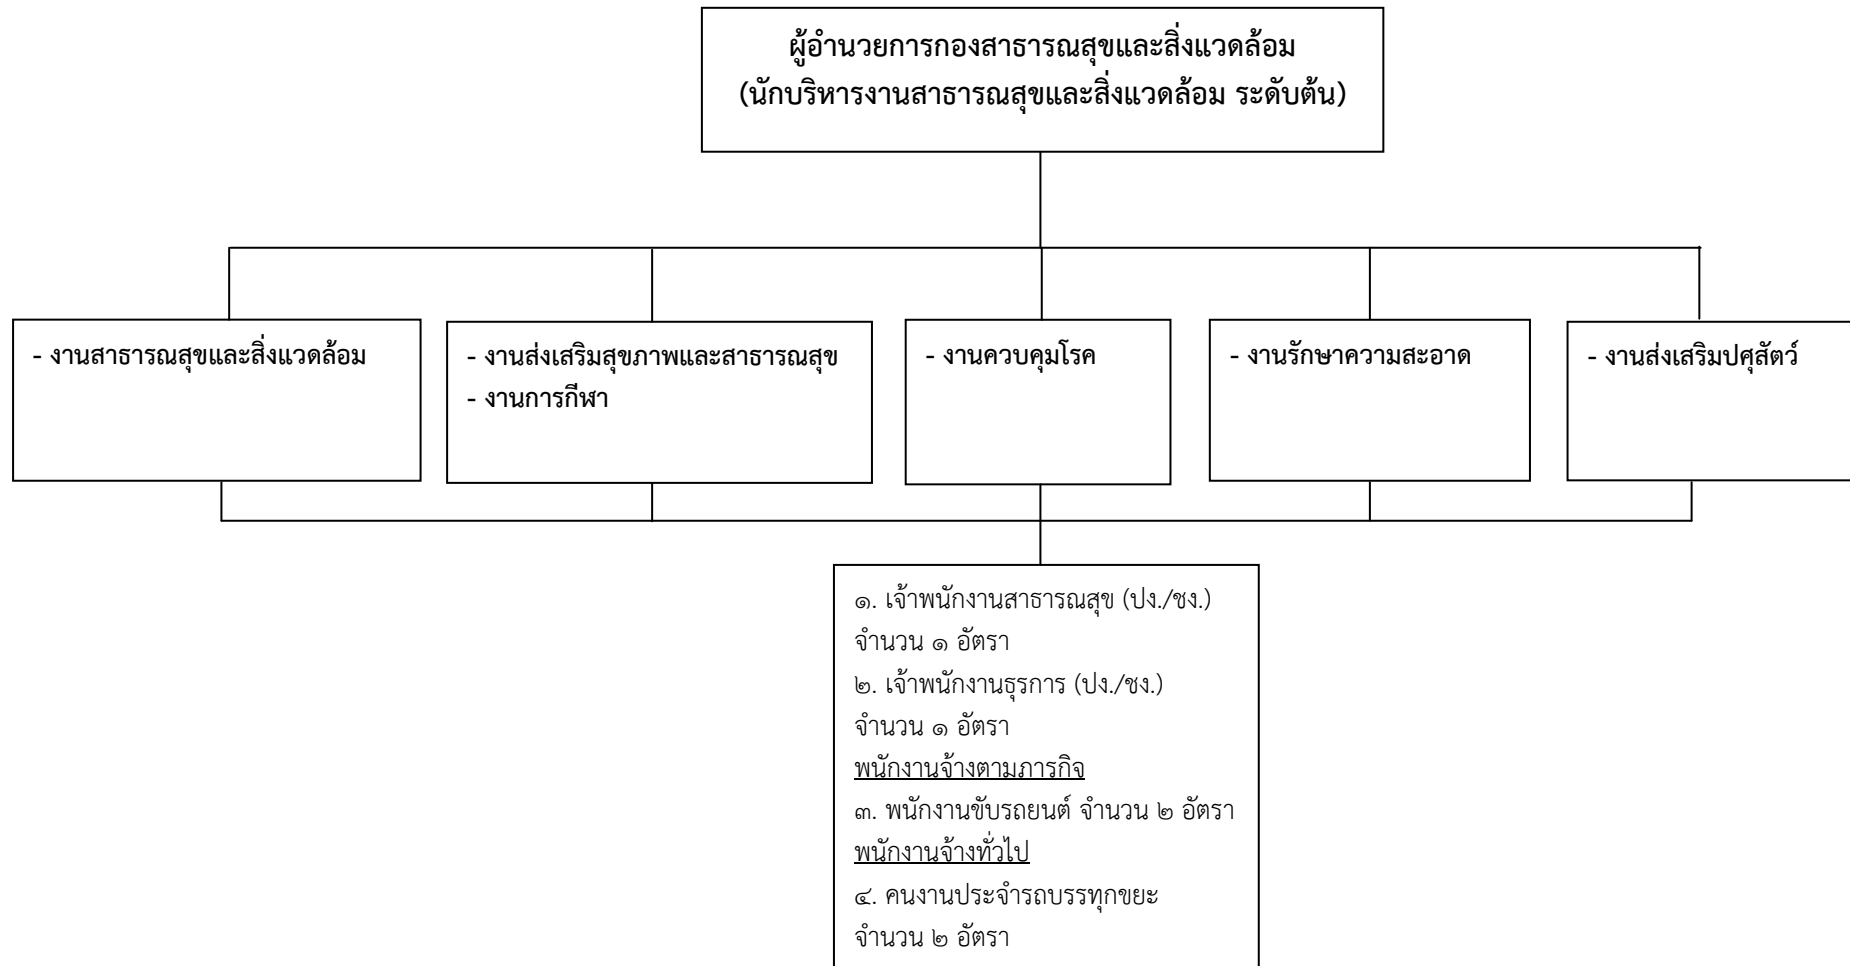 ผู้อำนวยการกองสาธารณสุขและสิ่งแวดล้อม
(นักบริหารงานสาธารณสุขและสิ่งแวดล้อม ระดับต้น)
- งานสาธารณสุขและสิ่งแวดล้อม
- งานส่งเสริมสุขภาพและสาธารณสุข
- งานการกีฬา
- งานควบคุมโรค
- งานรักษาความสะอาด
- งานส่งเสริมปศุสัตว์
๑. เจ้าพนักงานสาธารณสุข (ปง./ชง.)
จำนวน ๑ อัตรา
๒. เจ้าพนักงานธุรการ (ปง./ชง.)
จำนวน ๑ อัตรา
พนักงานจ้างตามภารกิจ
๓. พนักงานขับรถยนต์ จำนวน ๒ อัตรา
พนักงานจ้างทั่วไป
๔. คนงานประจำรถบรรทุกขยะ
จำนวน ๒ อัตรา